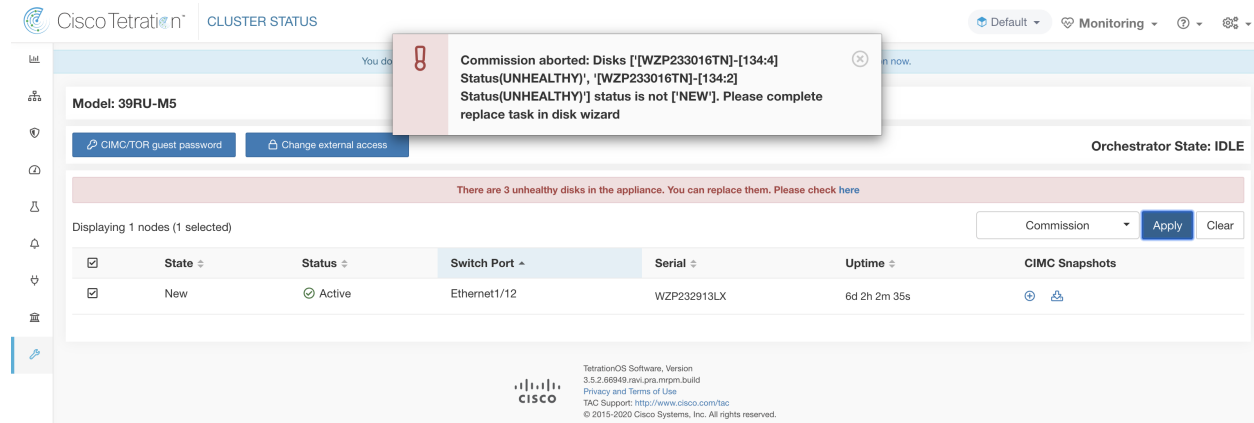 Cisco Tetration™ CLUSTER STATUS
Default
Monitoring
You do
n now.
Commission aborted: Disks ['[WZP233016TN]-[134:4]
Status(UNHEALTHY)', '[WZP233016TN]-[134:2]
Status(UNHEALTHY)'] status is not ['NEW']. Please complete
replace task in disk wizard
Model: 39RU-M5
CIMC/TOR guest password
Change external access
Orchestrator State: IDLE
There are 3 unhealthy disks in the appliance. You can replace them. Please check here
Displaying 1 nodes (1 selected)
Commission
Apply
Clear
State Status Switch Port Serial Uptime CIMC Snapshots
New Active Ethernet1/12 WZP232913LX 6d 2h 2m 35s
CISCO
TetrationOS Software, Version
3.5.2.66949.ravi.pra.mrpm.build
Privacy and Terms of Use
TAC Support: http://www.cisco.com/tac
© 2015-2020 Cisco Systems, Inc. All rights reserved.